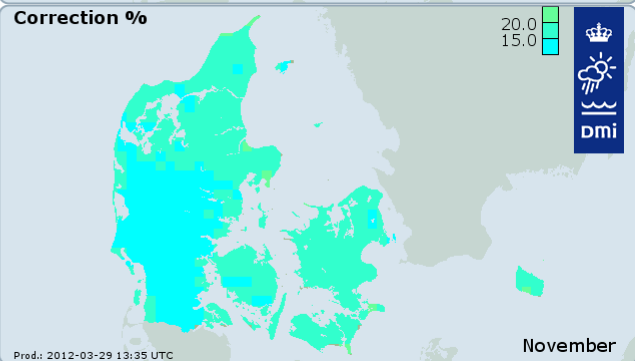 Correction %
20.0
15.0
DMi
November
Prod.: 2012-03-29 13:35 UTC